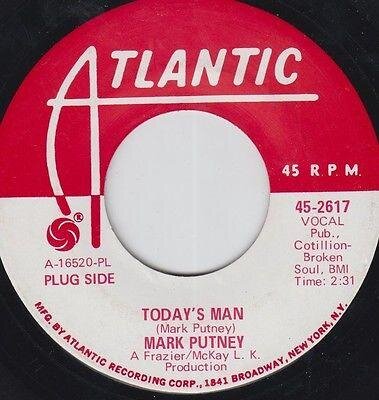 ATLANTIC
45 R.P.M.
45-2617
VOCAL
Pub.,
Cotillion-
Broken
Soul, BMI
Time: 2:31
A-16520-PL
PLUG SIDE
TODAY'S MAN
(Mark Putney)
MARK PUTNEY
A Frazier/McKay L. K.
Production
MFG. BY ATLANTIC RECORDING CORP., 1841 BROADWAY, NEW YORK, N.Y.